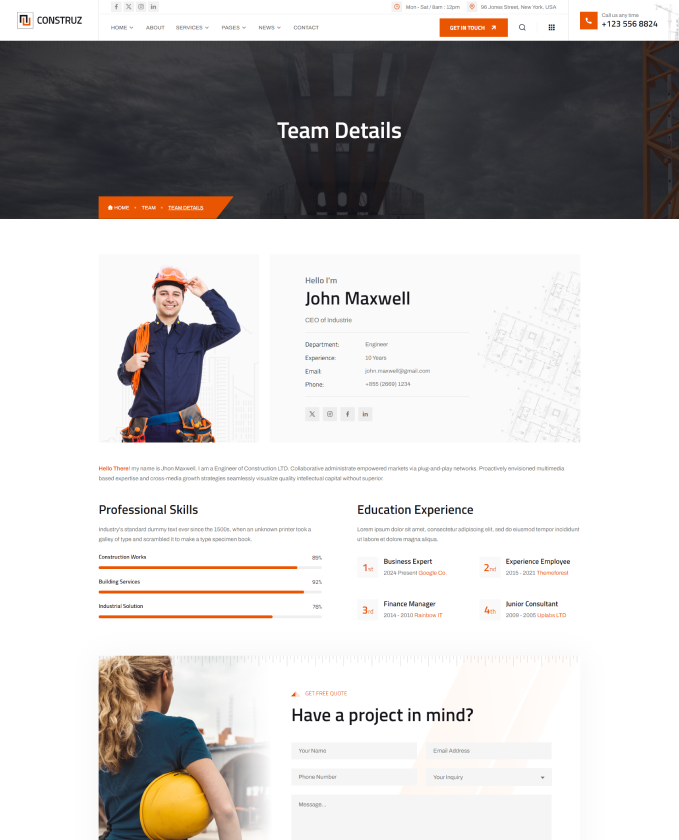 CONSTRUZ
Mon - Sat / 8am : 12pm
96 Jones Street, New York, USA
HOME
ABOUT
SERVICES
PAGES
NEWS
CONTACT
GET IN TOUCH
Call us any time
+123 556 8824
Team Details
HOME • TEAM • TEAM DETAILS
Hello I'm
John Maxwell
CEO of Industrie
Department: Engineer
Experience: 10 Years
Email: john.maxwell@gmail.com
Phone: +855 (2669) 1234
Hello There! my name is Jhon Maxwell. I am a Engineer of Construction LTD. Collaborative administrate empowered markets via plug-and-play networks. Proactively envisioned multimedia
based expertise and cross-media growth strategies seamlessly visualize quality intellectual capital without superior.
Professional Skills
Industry's standard dummy text ever since the 1500s, when an unknown printer took a
galley of type and scrambled it to make a type specimen book.
Construction Works 89%
Building Services 92%
Industrial Solution 78%
Education Experience
Lorem ipsum dolor sit amet, consectetur adipiscing elit, and do eiusmod tempor incididunt
ut labore et dolore magna aliqua.
1st
Business Expert
2024 Present Google Co.
2nd
Experience Employee
2015 - 2021 Themeforest
3rd
Finance Manager
2014 - 2010 Rainbow IT
4th
Junior Consultant
2009 - 2005 Uplabs LTD
GET FREE QUOTE
Have a project in mind?
Your Name
Email Address
Phone Number
Your Inquiry
Message...